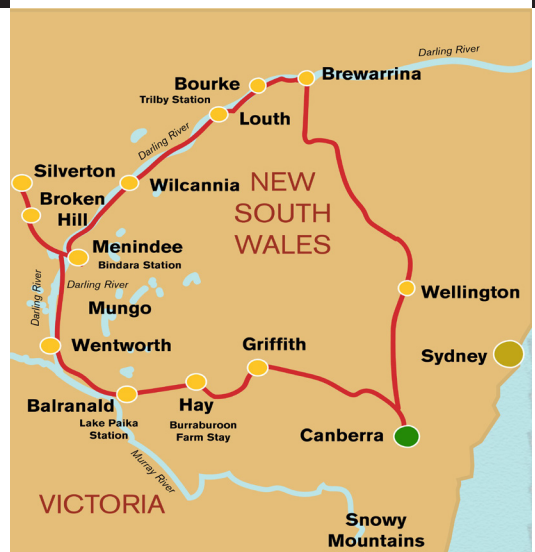 Darling River
Brewarrina
Bourke
Trilby Station
Louth
Darling River
Silverton
Wilcannia
Broken
Hill
NEW
SOUTH
WALES
Menindee
Bindara Station
Darling River
Darling River
Mungo
Wellington
Wentworth
Griffith
Sydney
Balranald
Lake Paika
Station
Hay
Burraburoon
Farm Stay
Canberra
Murray River
VICTORIA
Snowy
Mountains